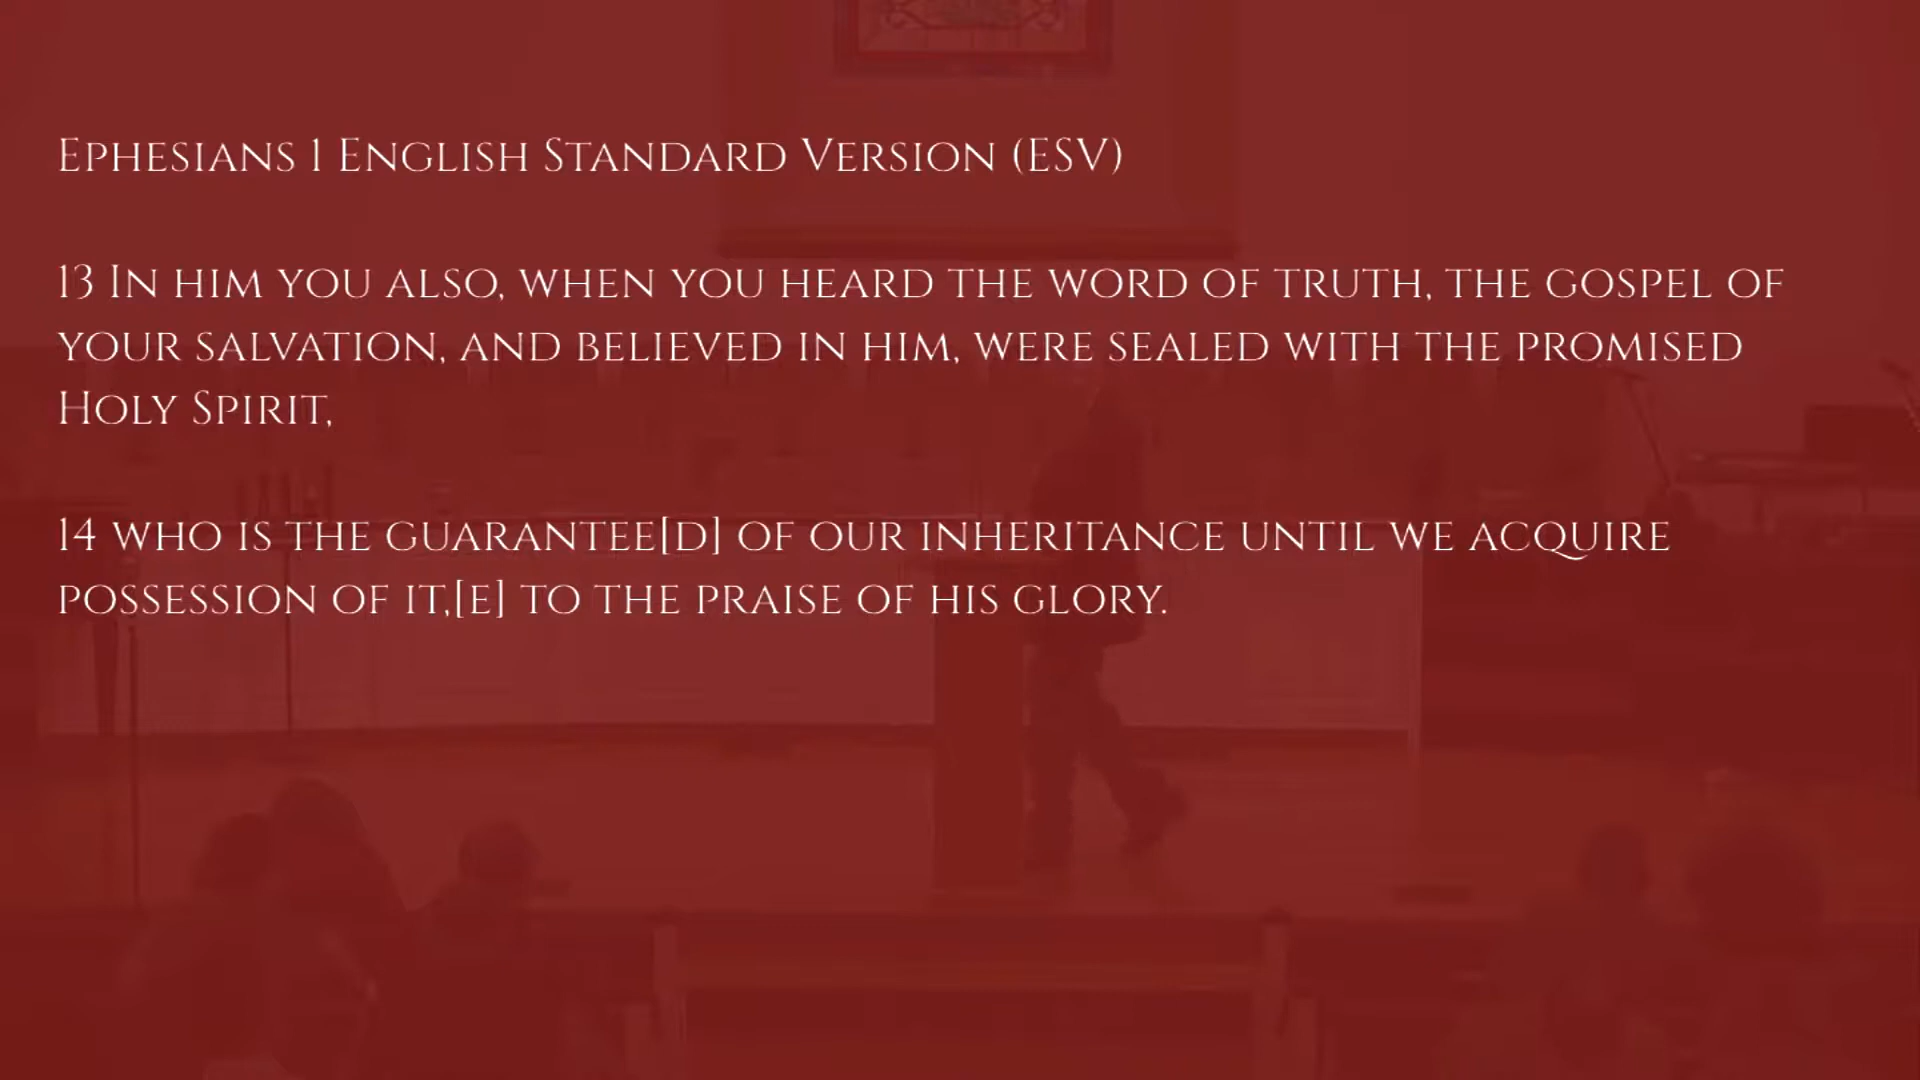 Ephesians 1 English Standard Version (ESV)
13 In him you also, when you heard the word of truth, the gospel of
your salvation, and believed in him, were sealed with the promised
Holy Spirit,
14 who is the guarantee[d] of our inheritance until we acquire
possession of it,[e] to the praise of his glory.